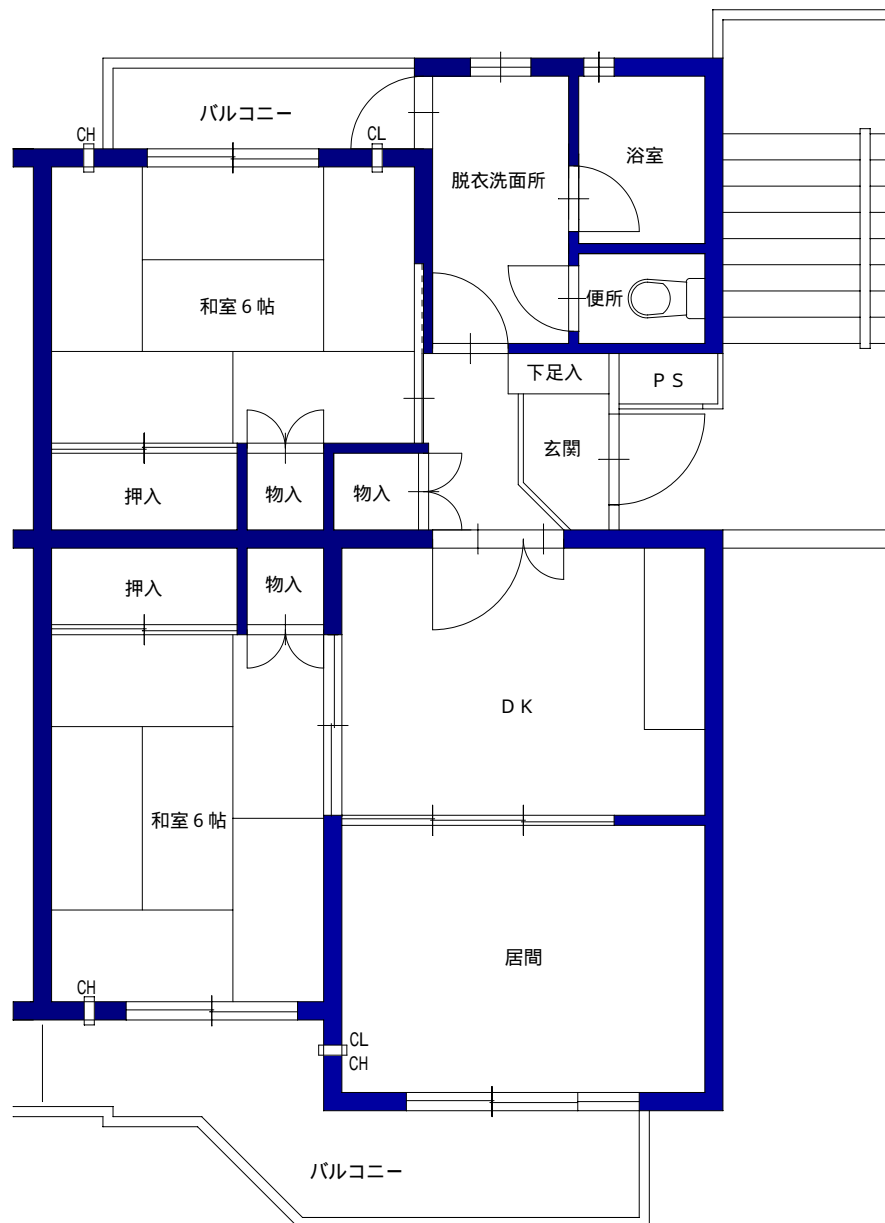 バルコニー
CH
CL
浴室
脱衣洗面所
和室6帖
便所
下足入
PS
玄関
押入
物入
物入
押入
物入
DK
和室6帖
居間
CH
CL
CH
バルコニー